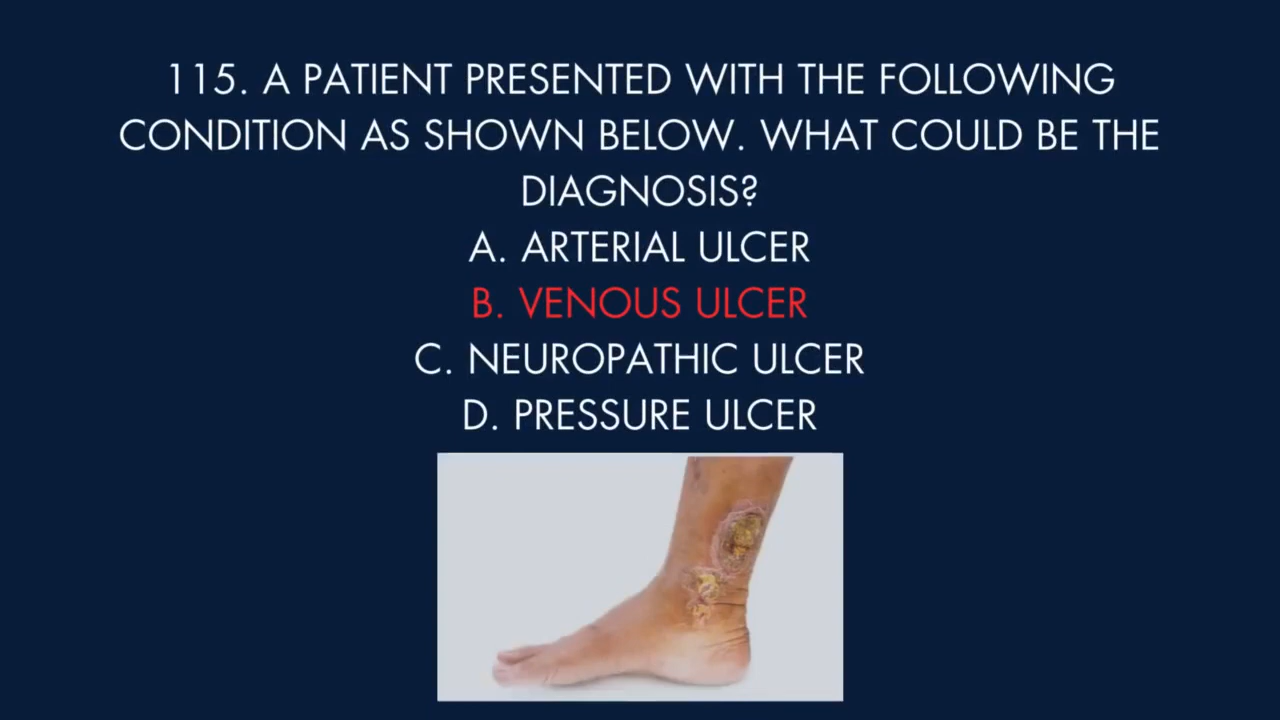 115. A PATIENT PRESENTED WITH THE FOLLOWING
CONDITION AS SHOWN BELOW. WHAT COULD BE THE
DIAGNOSIS?
A. ARTERIAL ULCER
B. VENOUS ULCER
C. NEUROPATHIC ULCER
D. PRESSURE ULCER